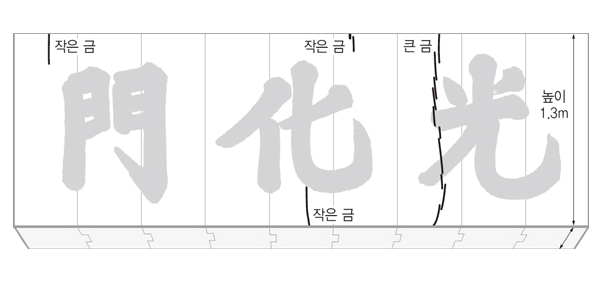 작은 금
작은 금
큰 금
門化光
높이
1.3m
작은 금